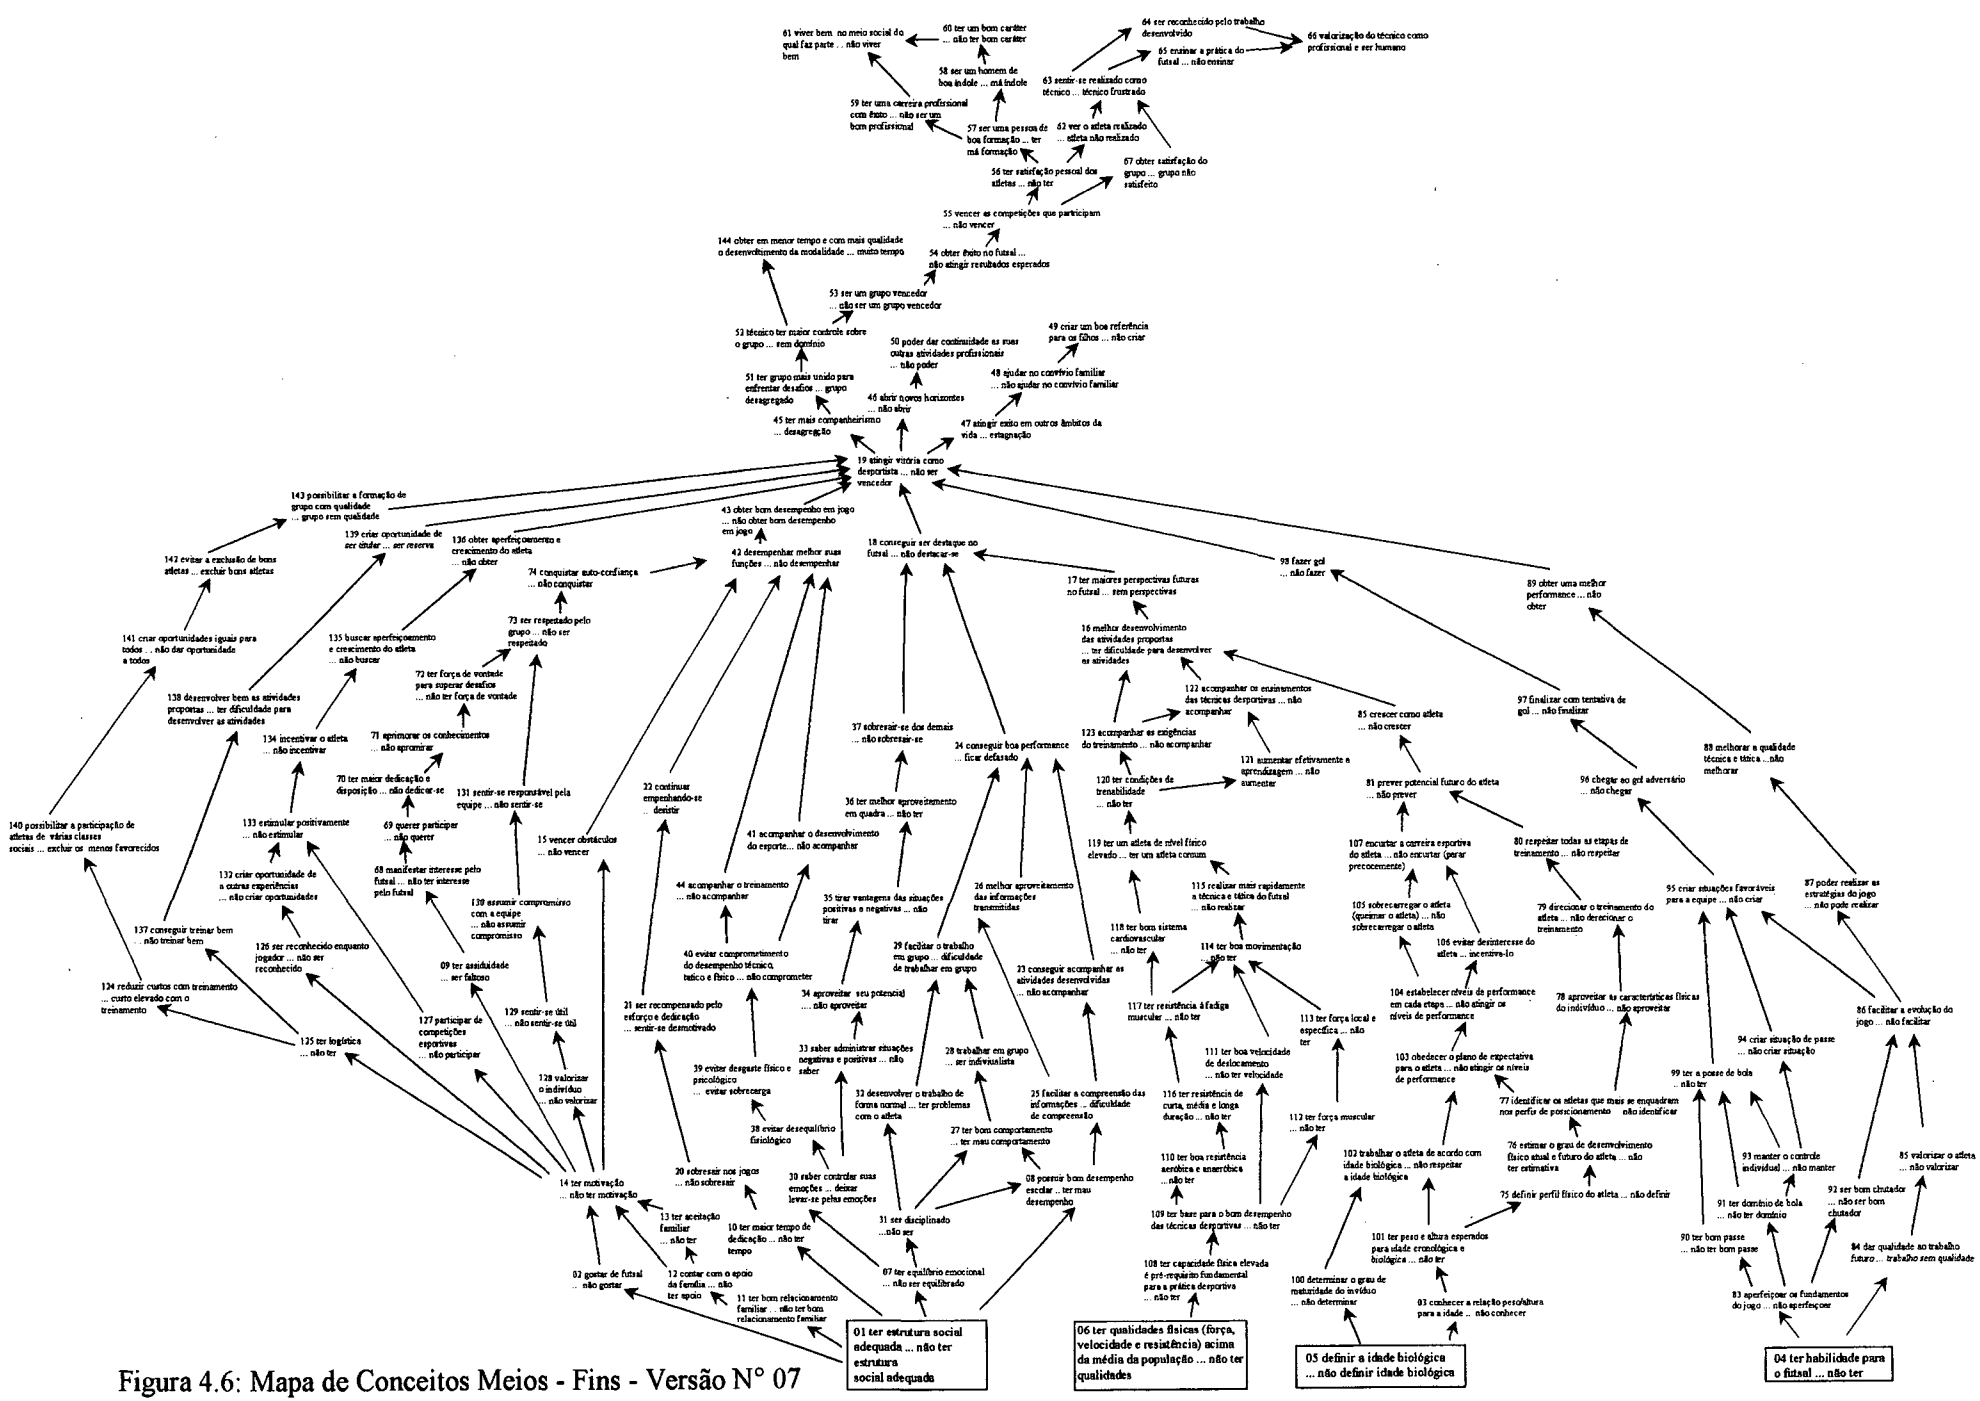 64 ser reconhecido pelo trabalho
desenvolvido
60 ter um bom caráter
... não ter bom caráter
61 viver bem no meio social do
qual faz parte . . não viver
bem
66 valorização do técnico como
profissional e ser humano
65 ensinar a prática do
futsal ... não ensinar
58 ser um homem de
boa índole ... má índole
63 sentir-se realizado como
técnico ... técnico frustrado
59 ter uma carreira profissional
com êxito ... não ser um
bom profissional
57 ser uma pessoa de
boa formação ... ter
má formação
62 ver o atleta realizado
... atleta não realizado
67 obter satisfação do
grupo ... grupo não
satisfeito
56 ter satisfação pessoal dos
atletas ... não ter
55 vencer as competições que participam
... não vencer
144 obter em menor tempo e com mais qualidade
o desenvoltimento da modalidade ... muito tempo
54 obter êxito no futsal ...
não atingir resultados esperados
53 ser um grupo vencedor
... não ser um grupo vencedor
52 técnico ter maior controle sobre
o grupo ... sem domínio
49 criar um boa referência
para os filhos ... não criar
50 poder dar continuidade as suas
outras atividades profissionais
... não poder
51 ter grupo mais unido para
enfrentar desafios ... grupo
desagregado
48 ajudar no convívio familiar
... não ajudar no convívio familiar
46 abrir novos horizontes
... não abrir
45 ter mais companheirismo
... desagregção
47 atingir exito em outros âmbitos da
vida ... estagnação
19 atingir vitória como
desportista ... não ser
vencedor
143 possibilitar a formação de
grupo com qualidade
... grupo sem qualidade
43 obter bom desempenho em jogo
... não obter bom desempenho
em jogo
139 criar oportunidade de
ser titular ... ser reserva
136 obter aperfeiçoamento e
crescimento do atleta
... não obter
142 evitar a exclusão de bons
atletas ... excluir bons atletas
42 desempenhar melhor suas
funções ... não desempenhar
18 conseguir ser destaque no
futsal ... não destacar-se
98 fazer gol
... não fazer
74 conquistar auto-confiança
... não conquistar
17 ter maiores perspectivas futuras
no futsal ... sem perspectivas
89 obter uma melhor
performance ... não
obter
141 criar oportunidades iguais para
todos . . não dar oportunidade
a todos
135 buscar aperfeiçoamento
e crescimento do atleta
... não buscar
73 ser respeitado pelo
grupo ... não ser
respeitado
16 melhor desenvolvimento
das atividades propostas
... ter dificuldade para desenvolver
as atividades
72 ter força de vontade
para superar desafios
... não ter força de vontade
138 desenvolver bem as atividades
propostas ... ter dificuldade para
desenvolver as atividades
122 acompanhar os ensinamentos
das técnicas desportivas ... não
acompanhar
97 finalizar com tentativa de
gol ... não finalizar
85 crescer como atleta
... não crescer
134 incentivar o atleta
... não incentivar
71 aprimorar os conhecimentos
... não apromirar
37 sobresair-se dos demais
... não sobresair-se
123 acompanhar as exigências
do treinamento ... não acompanhar
24 conseguir boa performance
... ficar defasado
88 melhorar a qualidade
técnica e tática ...não
melhorar
121 aumentar efetivamente a
aprendizagem ... não
aumentar
70 ter maior dedicação e
disposição ... não dedicar-se
120 ter condições de
trenabilidade
... não ter
81 prever potencial futuro do atleta
... não prever
96 chegar ao gol adversário
... não chegar
131 sentir-se responsável pela
equipe ... não sentir-se
22 continuar
empenhando-se
... desistir
36 ter melhor aproveitamento
em quadra ... não ter
140 possibilitar a participação de
atletas de várias classes
sociais ... excluir os menos favorecidos
133 estimular positivamente
... não estimular
69 querer participar
... não querer
15 vencer obstáculos
... não vencer
41 acompanhar o desenvolvimento
do esporte... não acompanhar
119 ter um atleta de nível físico
elevado ... ter um atleta comum
107 encurtar a carreira esportiva
do atleta ... não encurtar (parar
precocemente)
80 respeitar todas as etapas de
treinamento ... não respeitar
132 criar oportunidade de
a outras experiências
... não criar oportunidades
68 manifestar interesse pelo
futsal ... não ter interesse
pelo futsal
44 acompanhar o treinamento
... não acompanhar
26 melhor aproveitamento
das informações
transmitidas
115 realizar mais rapidamente
a técnica e tática do futsal
... não realizar
95 criar situações favoráveis
para a equipe ... não criar
87 poder realizar as
estratégias do jogo
... não pode realizar
35 tirar vantagens das situações
positivas e negativas ... não
tirar
130 assumir compromisso
com a equipe
... não assumir
compromisso
105 sobrecarregar o atleta
(queimar o atleta) ... não
sobrecarregar o atleta
79 direcionar o treinamento do
atleta ... não derecionar o
treinamento
137 conseguir treinar bem
. . não treinar bem
126 ser reconhecido enquanto
jogador ... não ser
reconhecido
118 ter bom sistema
cardiovascular
... não ter
106 evitar desinteresse do
atleta ... incentiva-lo
114 ter boa movimentação
... não ter
29 facilitar o trabalho
em grupo ... dificuldade
de trabalhar em grupo
40 evitar comprometimento
do desempenho técnico,
tatico e físico ... não comprometer
09 ter assiduidade
... ser faltoso
23 conseguir acompanhar as
atividades desenvolvidas
... não acompanhar
124 reduzir custos com treinamento
... custo elevado com o
treinamento
34 aproveitar seu potencial
.... não aproveitar
104 estabelecer níveis de performance
em cada etapa ... não atingir os
níveis de performance
78 aproveitar as características físicas
do indivíduo ... não aproveitar
21 ser recompensado pelo
esforço e dedicação
... sentir-se desmotivado
117 ter resistência à fadiga
muscular ... não ter
86 facilitar a evolução do
jogo ... não facilitar
129 sentir-se útil
... não sentir-se útil
127 participar de
competições
esportivas
... não participar
113 ter força local e
específica ... não
ter
125 ter logística
... não ter
94 criar situação de passe
... não criar situação
33 saber administrar situações
negativas e positivas ... não
saber
28 trabalhar em grupo
... ser indiviualista
111 ter boa velocidade
de deslocamento
... não ter velocidade
103 obedecer o plano de expectativa
para o atleta ... não atingir os níveis
de performance
39 evitar desgaste físico e
psicológico
... evitar sobrecarga
99 ter a posse de bola
... não ter
128 valorizar
o indivíduo
... não valorizar
32 desenvolver o trabalho de
forma normal ... ter problemas
com o atleta
25 facilitar a compreensão das
informações ... dificuldade
de compreensão
116 ter resistência de
curta, média e longa
duração ... não ter
77 identificar os atletas que mais se enquadram
nos perfis de poscionamento não identificar
112 ter força muscular
... não ter
38 evitar desequilíbrio
fisiológico
27 ter bom comportamento
... ter mau comportamento
76 estimar o grau de desenvolvimento
físico atual e futuro do atleta ... não
ter estimativa
102 trabalhar o atleta de acordo com
idade biológica ... não respeitar
a idade biológica
110 ter boa resistência
aeróbica e anaeróbica
... não ter
93 manter o controle
individual ... não manter
85 valorizar o atleta
... não valorizar
20 sobresair nos jogos
... não sobresair
30 saber controlar suas
emoções ... deixar
levar-se pelas emoções
08 possuir bom desempenho
escolar .. ter mau
desempenho
14 ter motivação
... não ter motivação
75 definir perfil físico do atleta ... não definir
92 ser bom chutador
... não ser bom
chutador
91 ter domínio de bola
... não ter domínio
13 ter aceitação
familiar
... não ter
10 ter maior tempo de
dedicação ... não ter
tempo
31 ser disciplinado
...não ser
109 ter base para o bom desempenho
das técnicas desportivas ... não ter
101 ter peso e altura esperados
para idade cronológica e
biológica ... não ter
90 ter bom passe
... não ter bom passe
84 dar qualidade ao trabalho
futuro ... trabalho sem qualidade
02 gostar de futsal
... não gostar
12 contar com o apoio
da família ... não
ter apoio
07 ter equilíbrio emocional
... não ser equilibrado
108 ter capacidade física elevada
é pré-requisito fundamental
para a prática desportiva
... não ter
100 determinar o grau de
maturidade do invíduo
... não determinar
11 ter bom relacionamento
familiar . . não ter bom
relacionamento familiar
03 conhecer a relação peso/altura
para a idade .. não conhecer
83 aperfeiçoar os fundamentos
do jogo ... não aperfeçoar
01 ter estrutura social
adequada ... não ter
estrutura
social adequada
06 ter qualidades físicas (força,
velocidade e resistência) acima
da média da população ... não ter
qualidades
05 definir a idade biológica
... não definir idade biológica
04 ter habilidade para
o futsal ... não ter
Figura 4.6: Mapa de Conceitos Meios - Fins - Versão N° 07